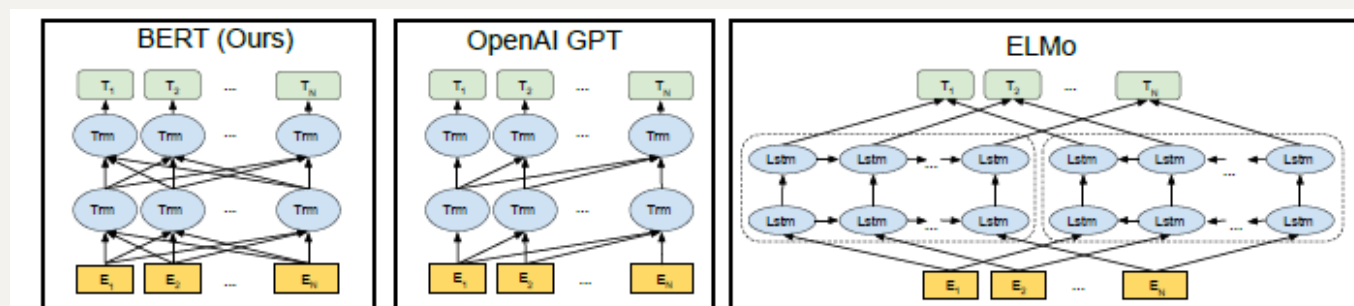 BERT (Ours)
T1 T2 ... TN
Trm Trm ... Trm
Trm Trm ... Trm
E1 E2 ... EN
OpenAI GPT
T1 T2 ... TN
Trm Trm ... Trm
Trm Trm ... Trm
E1 E2 ... EN
ELMo
T1 T2 ... TN
Lstm Lstm ... Lstm Lstm Lstm ... Lstm
Lstm Lstm ... Lstm Lstm Lstm ... Lstm
E1 E2 ... EN